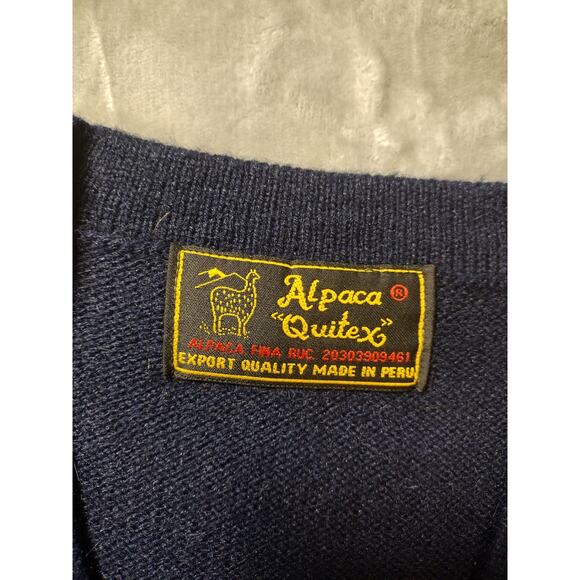 Alpaca ®
"Quitex"
ALPACA FINA RUC. 20303909461
EXPORT QUALITY MADE IN PERU